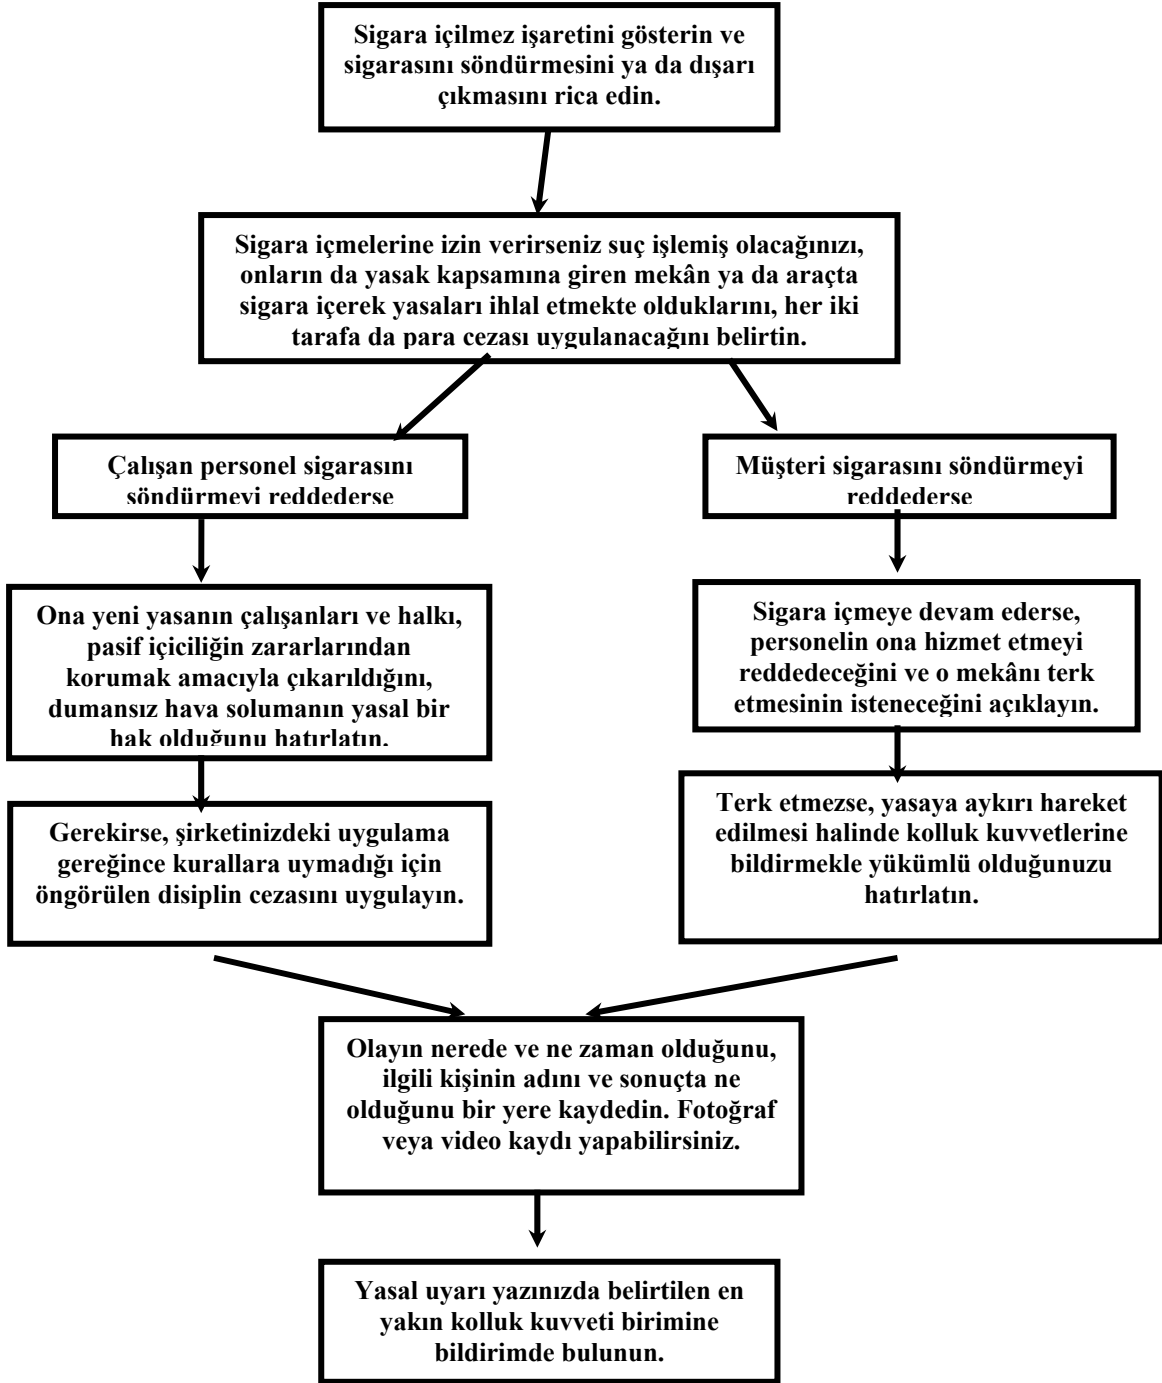 Sigara içilmez işaretini gösterin ve
sigarasını söndürmesini ya da dışarı
çıkmasını rica edin.
Sigara içmelerine izin verirseniz suç işlemiş olacağınızı,
onların da yasak kapsamına giren mekân ya da araçta
sigara içerek yasaları ihlal etmekte olduklarını, her iki
tarafa da para cezası uygulanacağını belirtin.
Çalışan personel sigarasını
söndürmeyi reddederse
Müşteri sigarasını söndürmeyi
reddederse
Ona yeni yasanın çalışanları ve halkı,
pasif içiciliğin zararlarından
korumak amacıyla çıkarıldığını,
dumansız hava solumanın yasal bir
hak olduğunu hatırlatın.
Sigara içmeye devam ederse,
personelin ona hizmet etmeyi
reddedeceğini ve o mekânı terk
etmesinin isteneceğini açıklayın.
Gerekirse, şirketinizdeki uygulama
gereğince kurallara uymadığı için
öngörülen disiplin cezasını uygulayın.
Terk etmezse, yasaya aykırı hareket
edilmesi halinde kolluk kuvvetlerine
bildirmekle yükümlü olduğunuzu
hatırlatın.
Olayın nerede ve ne zaman olduğunu,
ilgili kişinin adını ve sonuçta ne
olduğunu bir yere kaydedin. Fotoğraf
veya video kaydı yapabilirsiniz.
Yasal uyarı yazınızda belirtilen en
yakın kolluk kuvveti birimine
bildirimde bulunun.